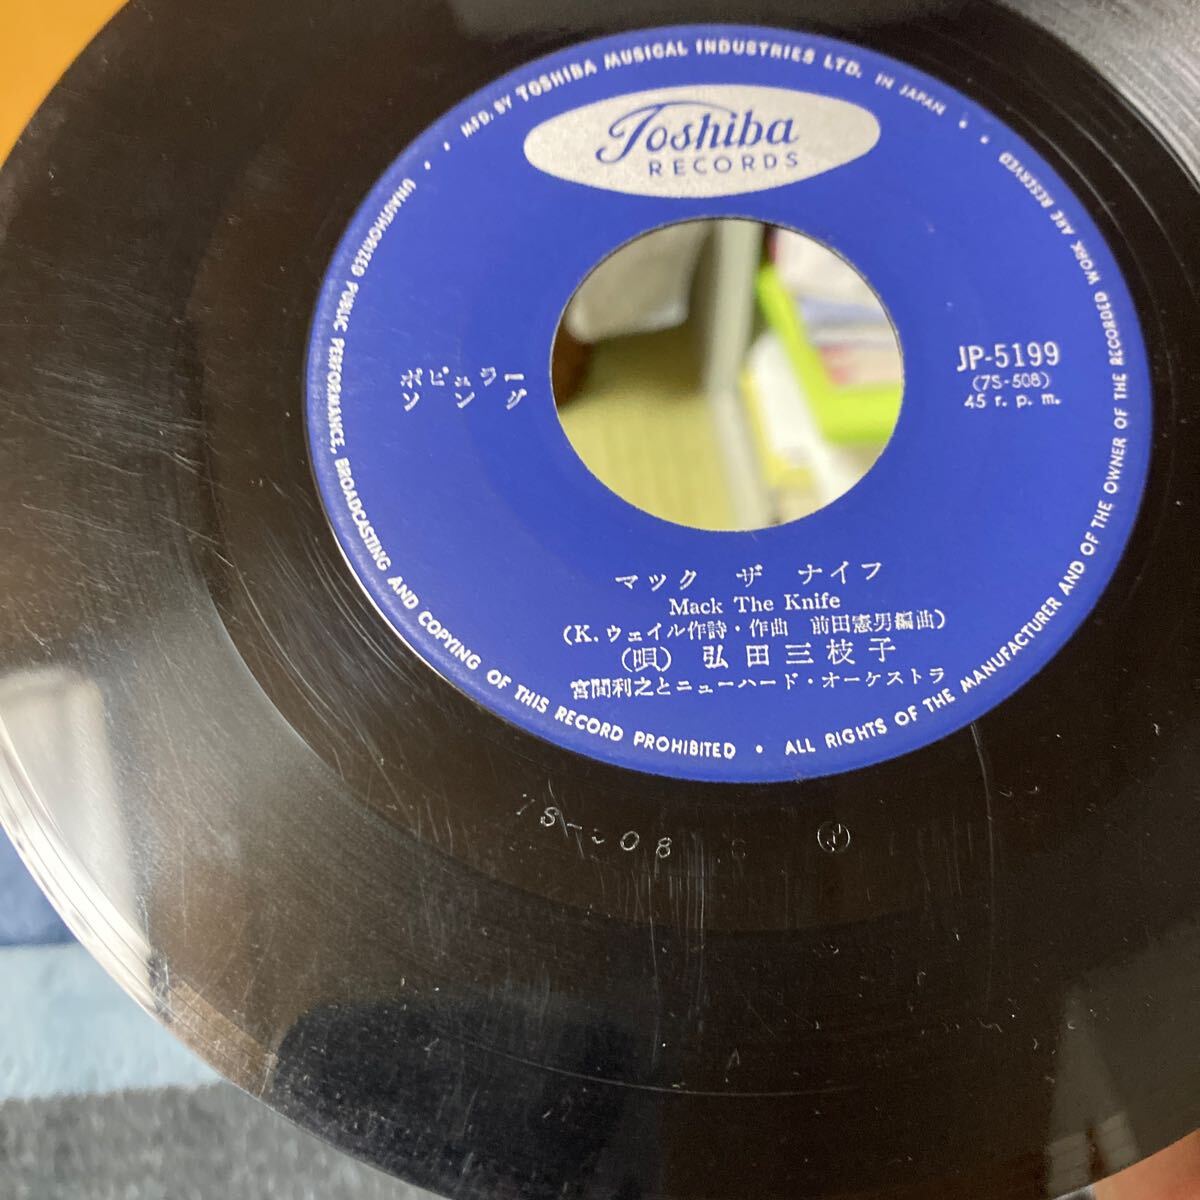 MFD. BY TOSHIBA MUSICAL INDUSTRIES LTD. IN JAPAN
Toshiba
RECORDS
ポピュラー
ソング
JP-5199
(7S-508)
45 r. p. m.
マック ザ ナイフ
Mack The Knife
(K. ウェイル作詩・作曲 前田憲男編曲)
(唄) 弘田三枝子
宮間利之とニューハード・オーケストラ
UNAUTHORIZED PUBLIC PERFORMANCE, BROADCASTING AND COPYING OF THIS RECORD PROHIBITED • ALL RIGHTS OF THE MANUFACTURER AND OF THE OWNER OF THE RECORDED WORK ARE RESERVED